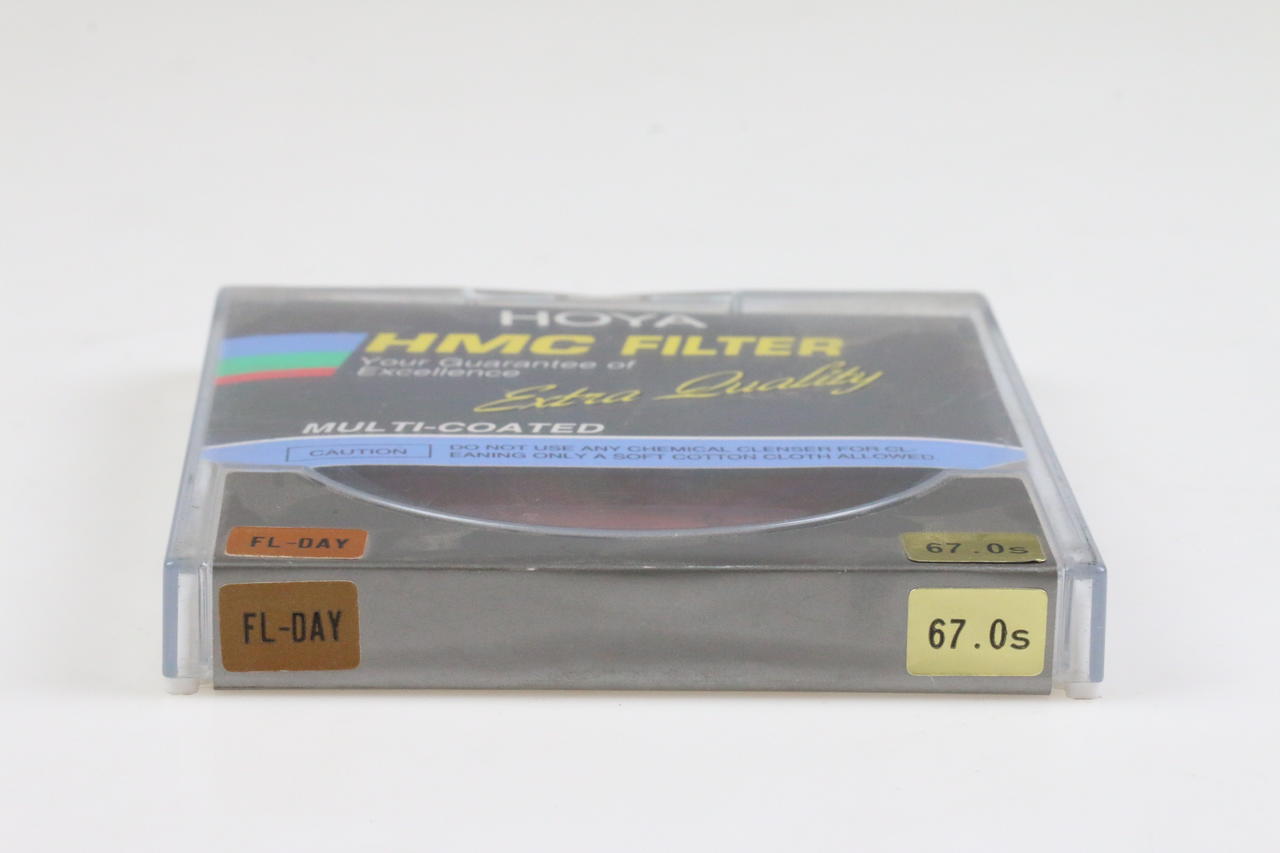 HOYA
HMC FILTER
Your Guarantee of
Excellence
Extra Quality
MULTI-COATED
CAUTION
DO NOT USE ANY CHEMICAL CLENSER FOR CL-
EANING ONLY A SOFT COTTON CLOTH ALLOWED.
FL-DAY
67.0s
FL-DAY
67.0s